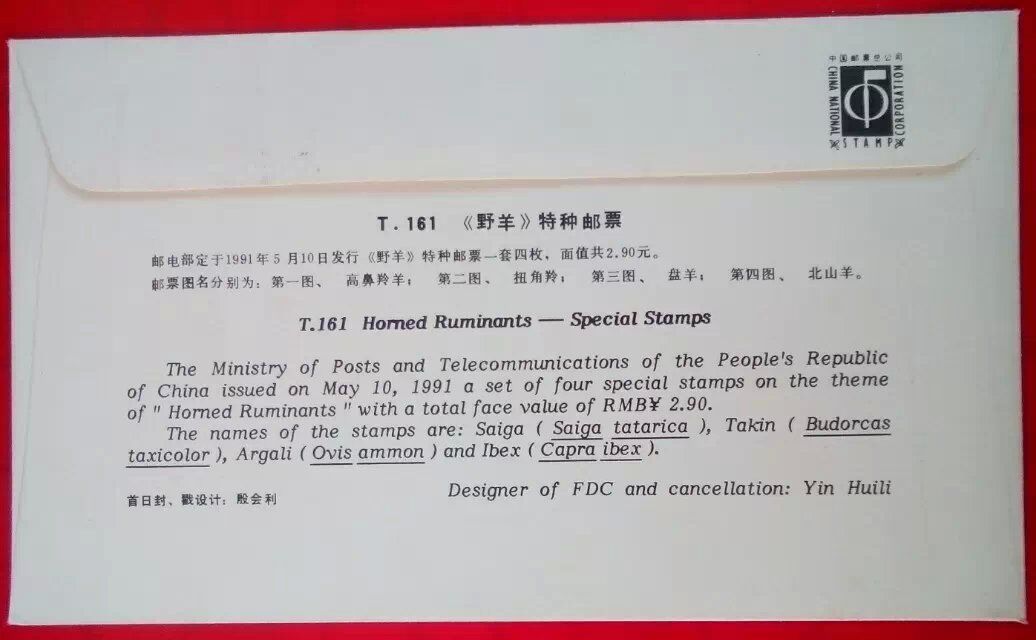 中国邮票总公司
CHINA NATIONAL
STAMP
CORPORATION
T.161 《野羊》特种邮票
邮电部定于1991年5月10日发行《野羊》特种邮票一套四枚，面值共2.90元。
邮票图名分别为：第一图、 高鼻羚羊； 第二图、 扭角羚； 第三图、 盘羊； 第四图、 北山羊。
T.161 Horned Ruminants — Special Stamps
The Ministry of Posts and Telecommunications of the People's Republic
of China issued on May 10, 1991 a set of four special stamps on the theme
of " Horned Ruminants " with a total face value of RMB¥ 2.90.
The names of the stamps are: Saiga ( Saiga tatarica ), Takin ( Budorcas
taxicolor ), Argali ( Ovis ammon ) and Ibex ( Capra ibex ).
首日封、戳设计：殷会利
Designer of FDC and cancellation: Yin Huili